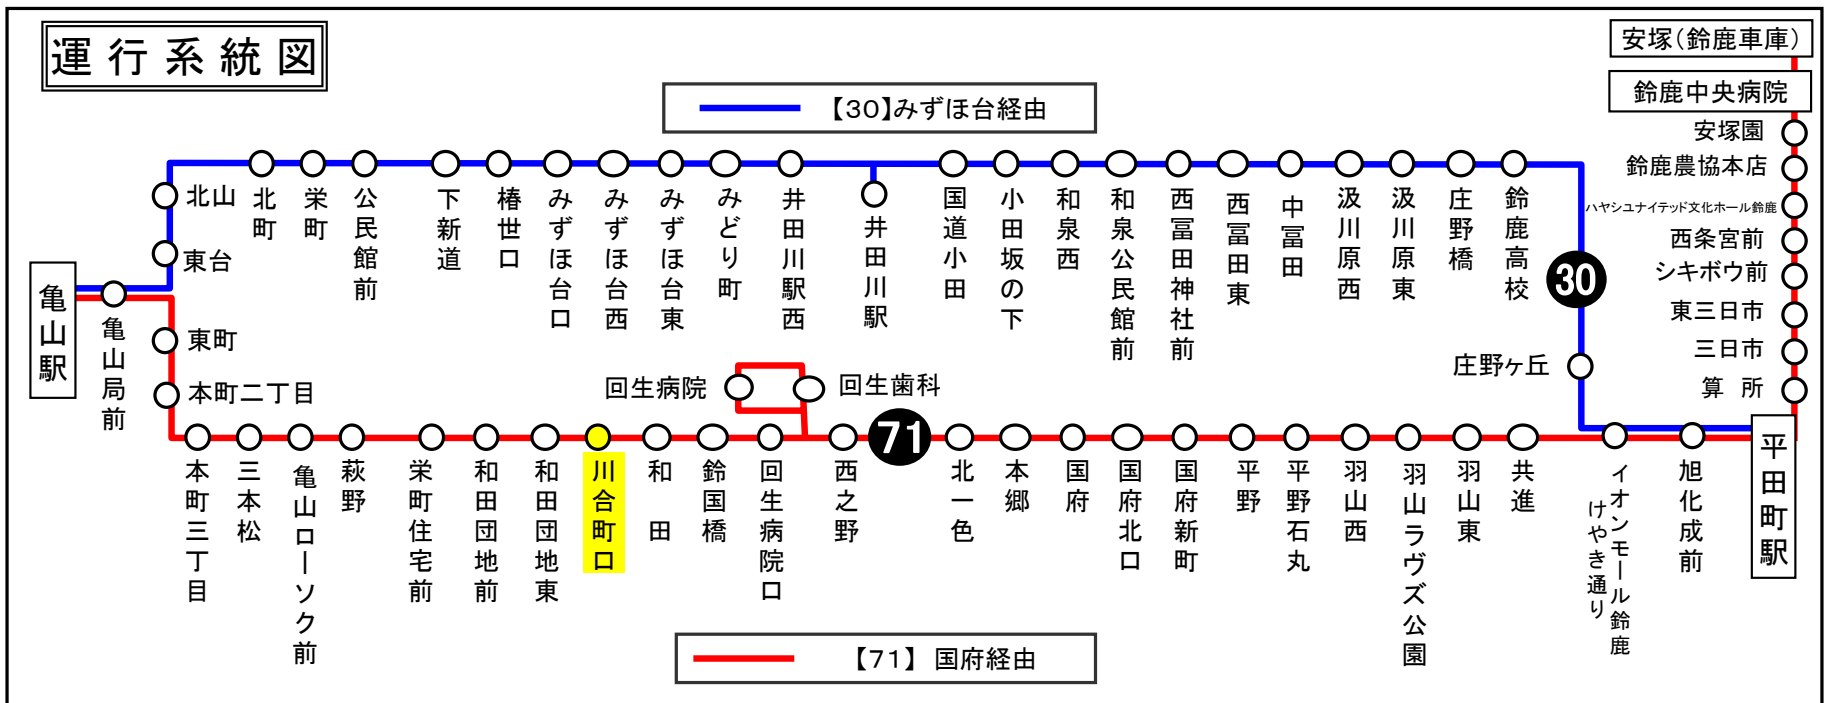 運行系統図
【30】みずほ台経由
安塚(鈴鹿車庫)
鈴鹿中央病院
安塚園
鈴鹿農協本店
ハヤシユナイテッド文化ホール鈴鹿
西条宮前
シキボウ前
東三日市
三日市
算 所
平田町駅
亀山駅
亀山局前
東台
北山
北町
栄町
公民館前
下新道
椿世口
みずほ台口
みずほ台西
みずほ台東
みどり町
井田川駅西
井田川駅
国道小田
小田坂の下
和泉西
和泉公民館前
西冨田神社前
西冨田東
中冨田
汲川原西
汲川原東
庄野橋
鈴鹿高校
30
庄野ヶ丘
東町
本町二丁目
本町三丁目
三本松
亀山ローソク前
萩野
栄町住宅前
和田団地前
和田団地東
川合町口
和 田
鈴国橋
回生病院口
回生病院
回生歯科
西之野
71
北一色
本郷
国府
国府北口
国府新町
平野
平野石丸
羽山西
羽山ラヴズ公園
羽山東
共進
イオンモール鈴鹿
けやき通り
旭化成前
【71】国府経由